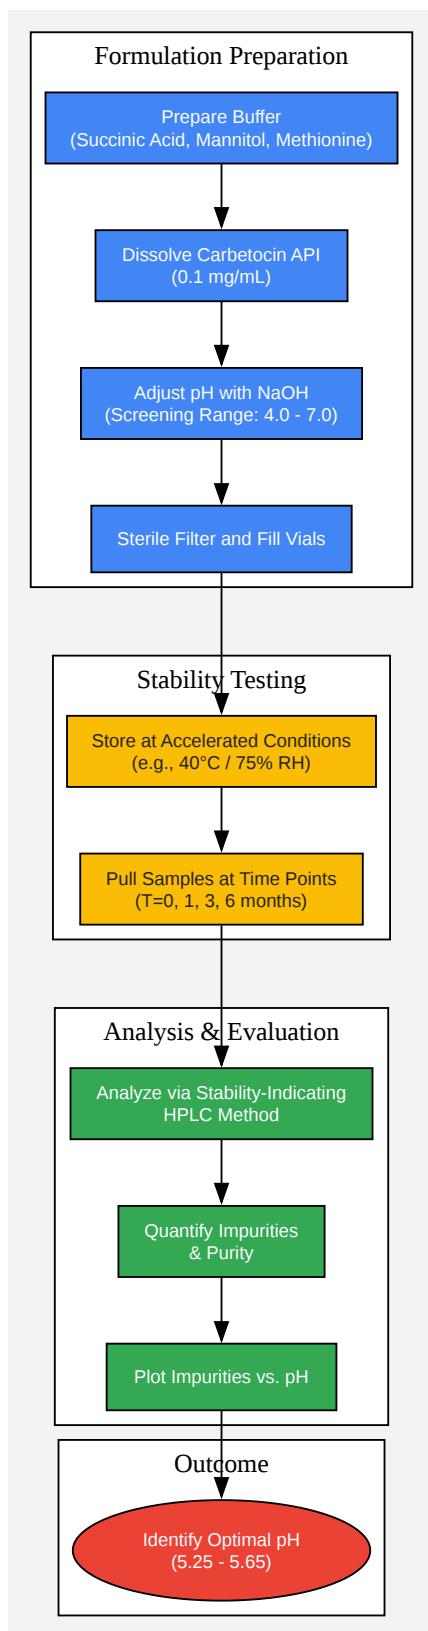 Formulation Preparation
Prepare Buffer
(Succinic Acid, Mannitol, Methionine)
Dissolve Carbetocin API
(0.1 mg/mL)
Adjust pH with NaOH
(Screening Range: 4.0 - 7.0)
Sterile Filter and Fill Vials
Stability Testing
Store at Accelerated Conditions
(e.g., 40°C / 75% RH)
Pull Samples at Time Points
(T=0, 1, 3, 6 months)
Analysis & Evaluation
Analyze via Stability-Indicating
HPLC Method
Quantify Impurities
& Purity
Plot Impurities vs. pH
Outcome
Identify Optimal pH
(5.25 - 5.65)